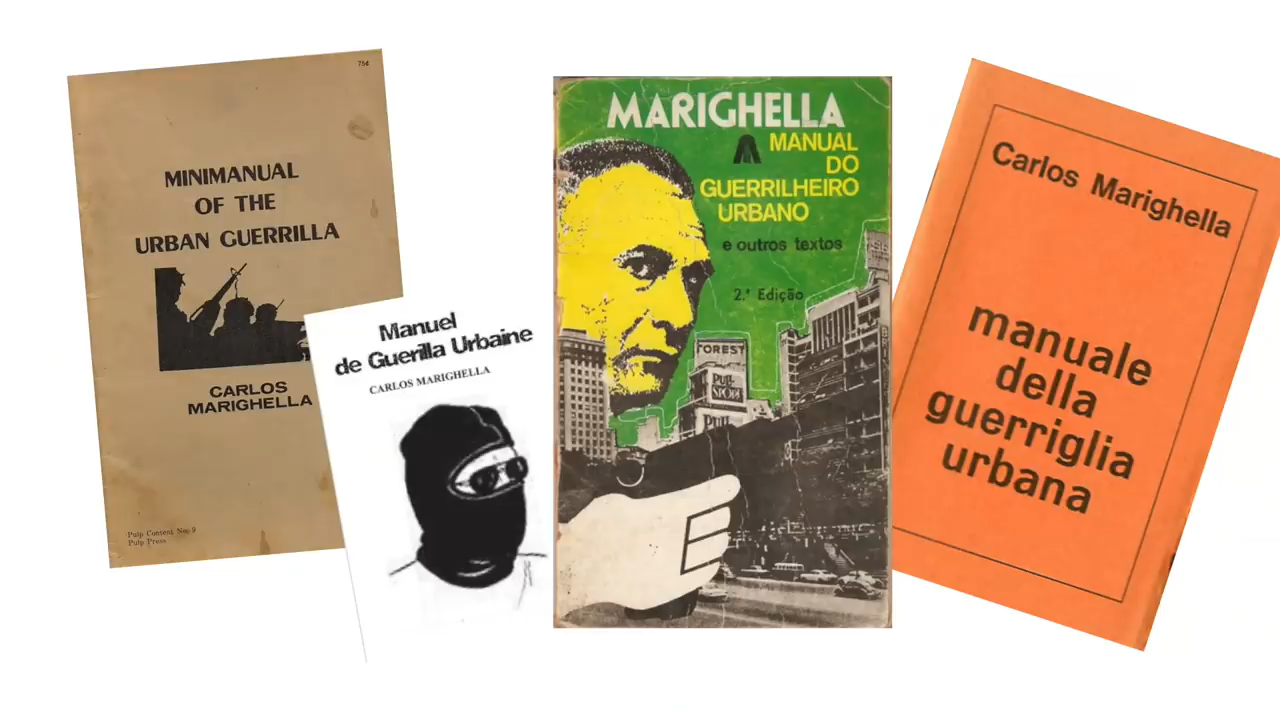 75¢
MINIMANUAL
OF THE
URBAN GUERRILLA
CARLOS
MARIGHELLA
Pulp Content No. 9
Pulp Press
Manuel
de Guerilla Urbaine
CARLOS MARIGHELLA
MARIGHELLA
MANUAL
DO
GUERRILHEIRO
URBANO
e outros textos
2.ª Edição
FOREST
Carlos Marighella
manuale
della
guerriglia
urbana